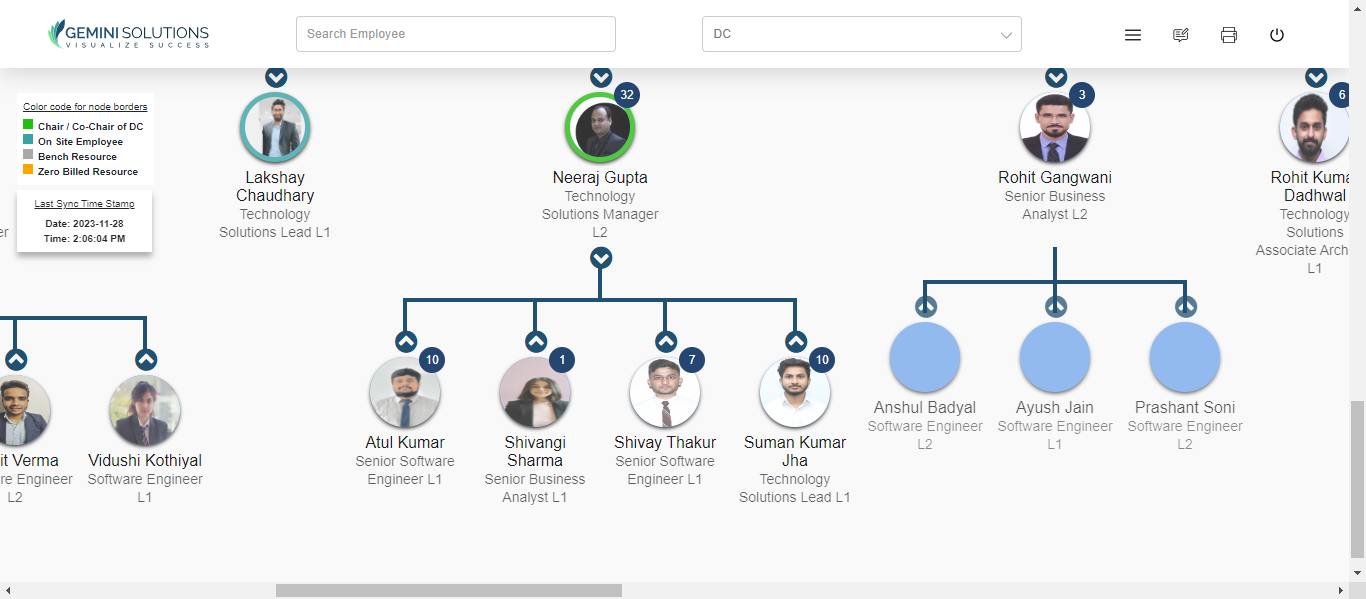 GEMINI SOLUTIONS
VISUALIZE SUCCESS
Search Employee
DC
Color code for node borders
Chair / Co-Chair of DC
On Site Employee
Bench Resource
Zero Billed Resource
Last Sync Time Stamp
Date: 2023-11-28
Time: 2:06:04 PM
er
Lakshay
Chaudhary
Technology
Solutions Lead L1
32
Neeraj Gupta
Technology
Solutions Manager
L2
3
Rohit Gangwani
Senior Business
Analyst L2
6
Rohit Kuma
Dadhwal
Technology
Solutions
Associate Arch
L1
it Verma
re Engineer
L2
Vidushi Kothiyal
Software Engineer
L1
10
Atul Kumar
Senior Software
Engineer L1
1
Shivangi
Sharma
Senior Business
Analyst L1
7
Shivay Thakur
Senior Software
Engineer L1
10
Suman Kumar
Jha
Technology
Solutions Lead L1
Anshul Badyal
Software Engineer
L2
Ayush Jain
Software Engineer
L1
Prashant Soni
Software Engineer
L2